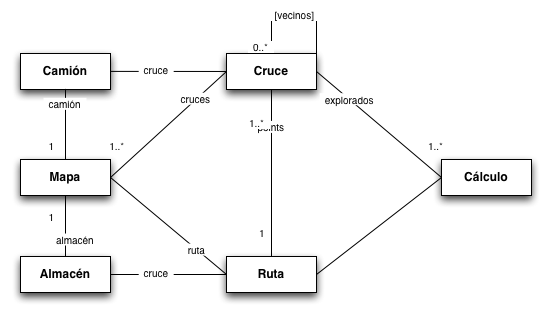 [vecinos]
0..*
Camión
cruce
Cruce
camión
cruces
explorados
1
1..*
1..*
1..*
Mapa
Cálculo
1
almacén
ruta
1
Almacén
cruce
Ruta